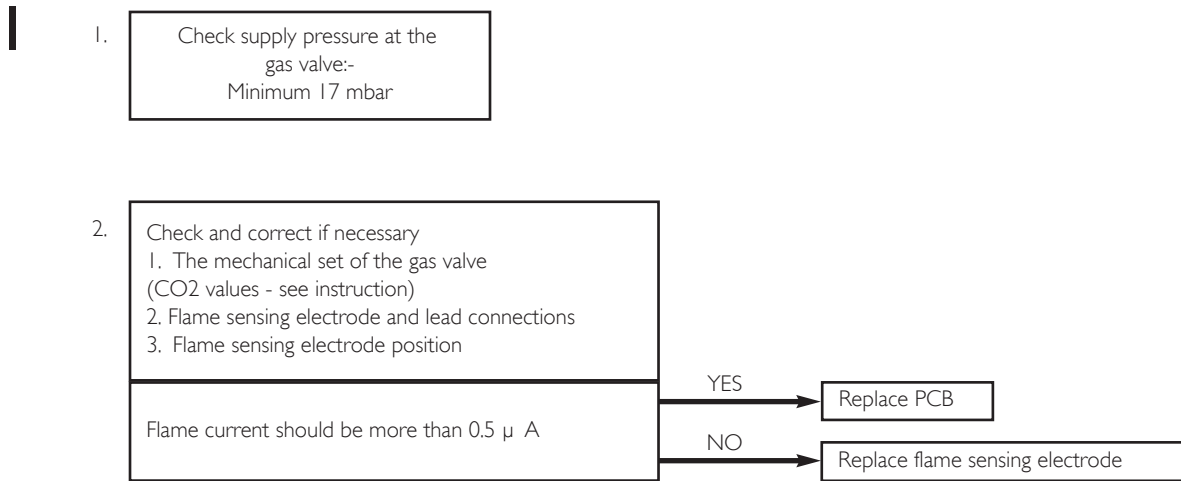 1.
Check supply pressure at the
gas valve:-
Minimum 17 mbar
2.
Check and correct if necessary
1. The mechanical set of the gas valve
(CO2 values - see instruction)
2. Flame sensing electrode and lead connections
3. Flame sensing electrode position
Flame current should be more than 0.5 µ A
YES
Replace PCB
NO
Replace flame sensing electrode